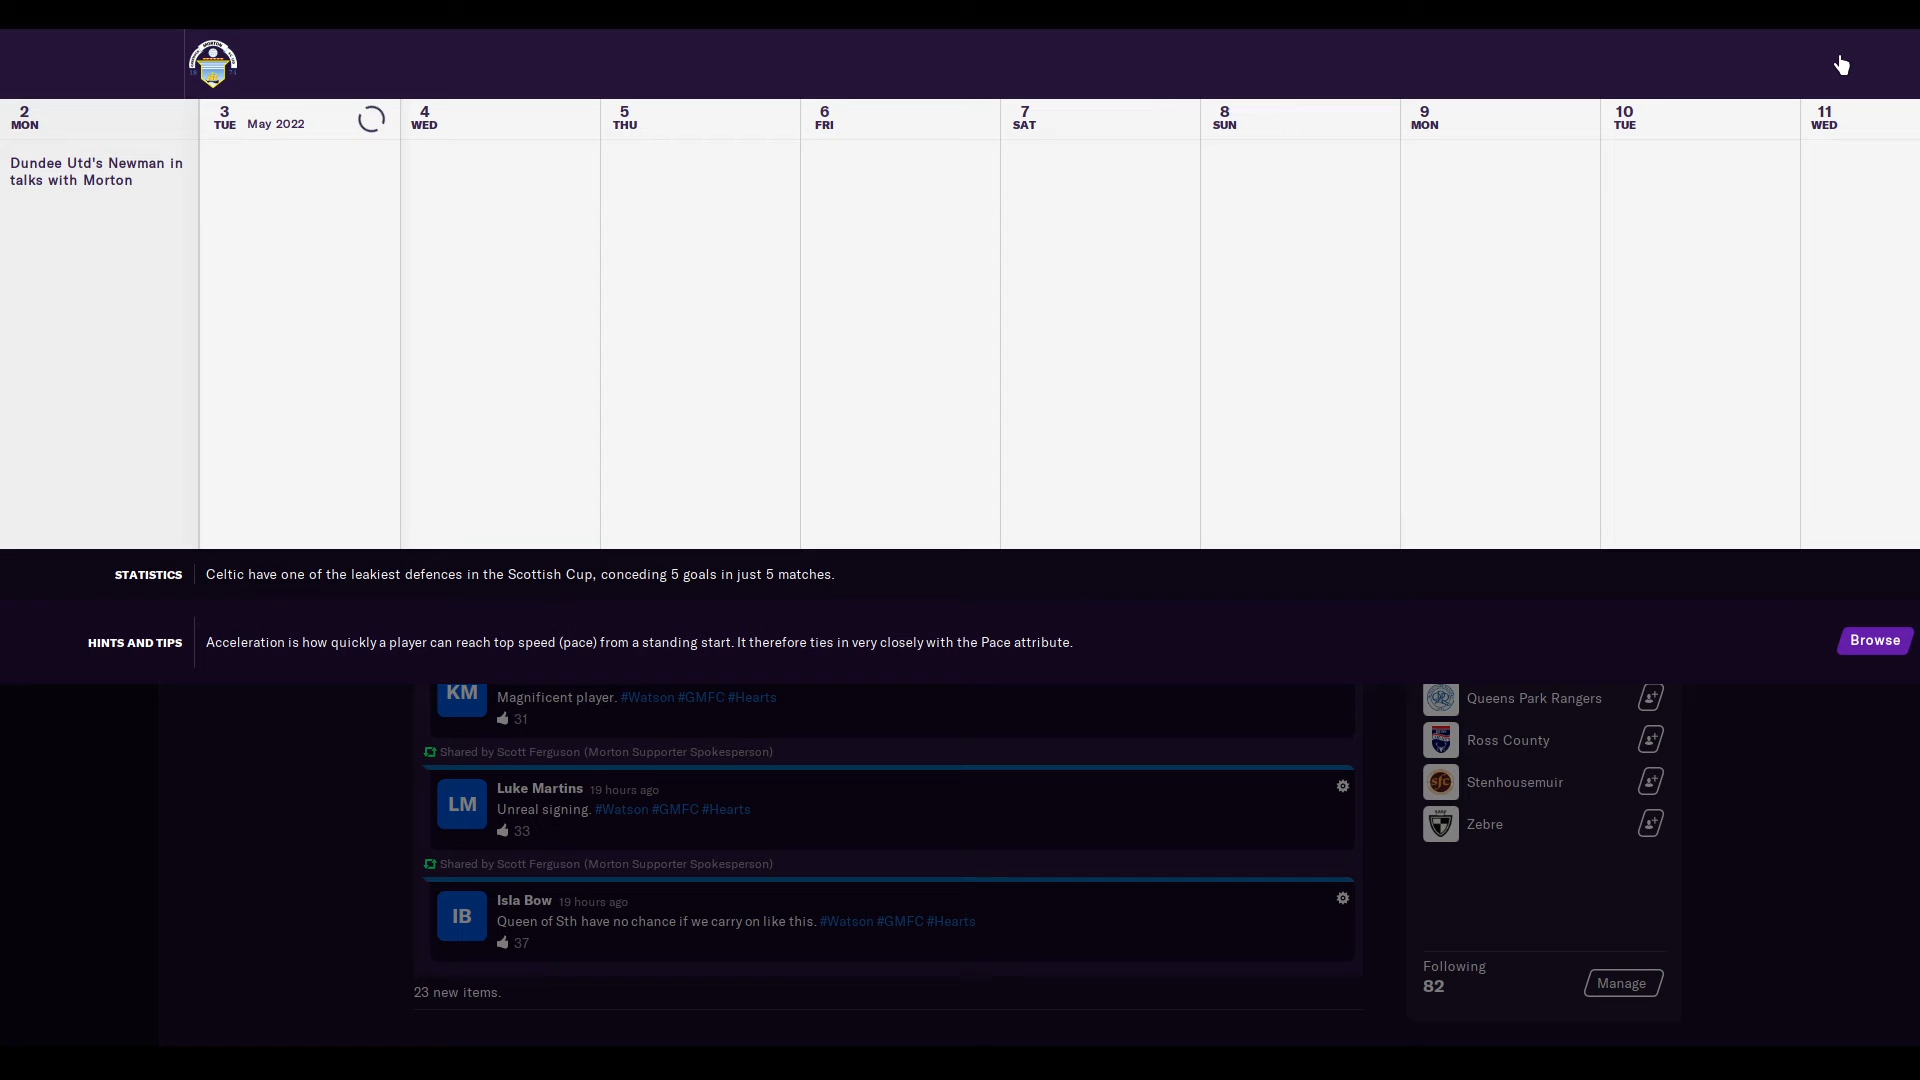 2
MON
3
TUE May 2022
4
WED
5
THU
6
FRI
7
SAT
8
SUN
9
MON
10
TUE
11
WED
Dundee Utd's Newman in
talks with Morton
STATISTICS Celtic have one of the leakiest defences in the Scottish Cup, conceding 5 goals in just 5 matches.
HINTS AND TIPS Acceleration is how quickly a player can reach top speed (pace) from a standing start. It therefore ties in very closely with the Pace attribute.
Browse
KM
Magnificent player. #Watson #GMFC #Hearts
31
Shared by Scott Ferguson (Morton Supporter Spokesperson)
LM
Luke Martins 19 hours ago
Unreal signing. #Watson #GMFC #Hearts
33
Shared by Scott Ferguson (Morton Supporter Spokesperson)
IB
Isla Bow 19 hours ago
Queen of Sth have no chance if we carry on like this. #Watson #GMFC #Hearts
37
23 new items.
Queens Park Rangers
Ross County
Stenhousemuir
Zebre
Following
82
Manage